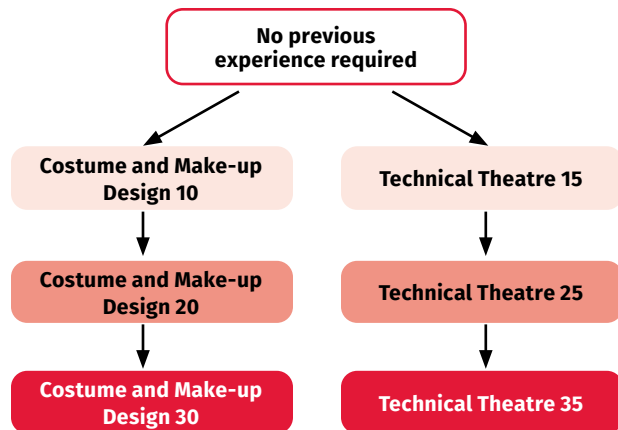 No previous
experience required
Costume and Make-up
Design 10
Technical Theatre 15
Costume and Make-up
Design 20
Technical Theatre 25
Costume and Make-up
Design 30
Technical Theatre 35